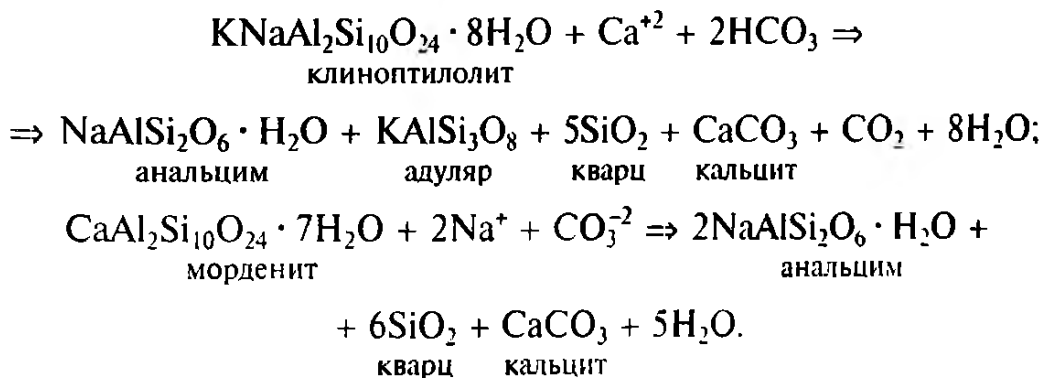 KNaAl₂Si₁₀O₂₄ · 8H₂O + Ca⁺² + 2HCO₃ ⇒
клиноптилолит
⇒ NaAlSi₂O₆ · H₂O + KAlSi₃O₈ + 5SiO₂ + CaCO₃ + CO₂ + 8H₂O;
анальцим адуляр кварц кальцит
CaAl₂Si₁₀O₂₄ · 7H₂O + 2Na⁺ + CO₃⁻² ⇒ 2NaAlSi₂O₆ · H₂O +
морденит анальцим
+ 6SiO₂ + CaCO₃ + 5H₂O.
кварц кальцит